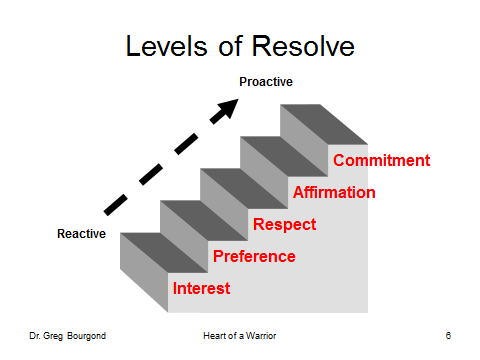 Levels of Resolve
Proactive
Commitment
Affirmation
Respect
Reactive
Preference
Interest
Dr. Greg Bourgond
Heart of a Warrior
6